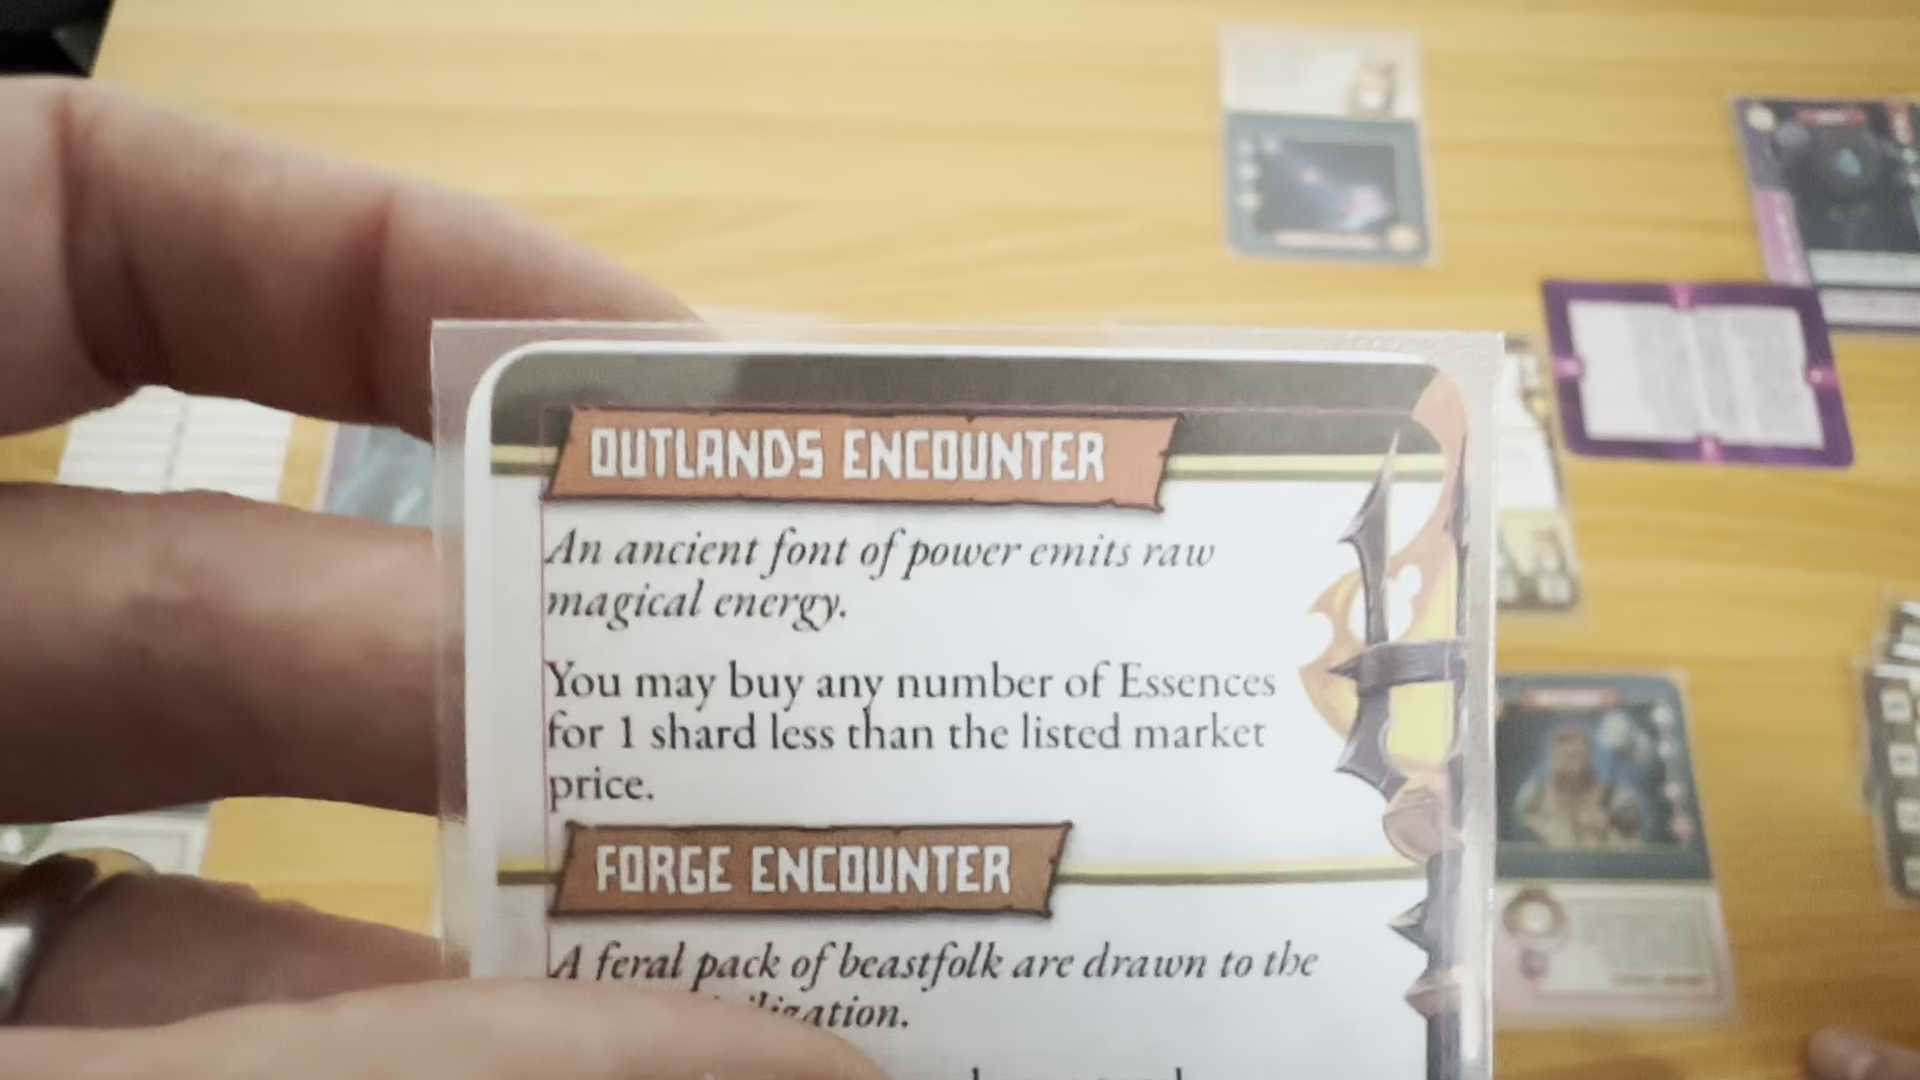 OUTLANDS ENCOUNTER
An ancient font of power emits raw
magical energy.
You may buy any number of Essences
for 1 shard less than the listed market
price.
FORGE ENCOUNTER
A feral pack of beastfolk are drawn to the